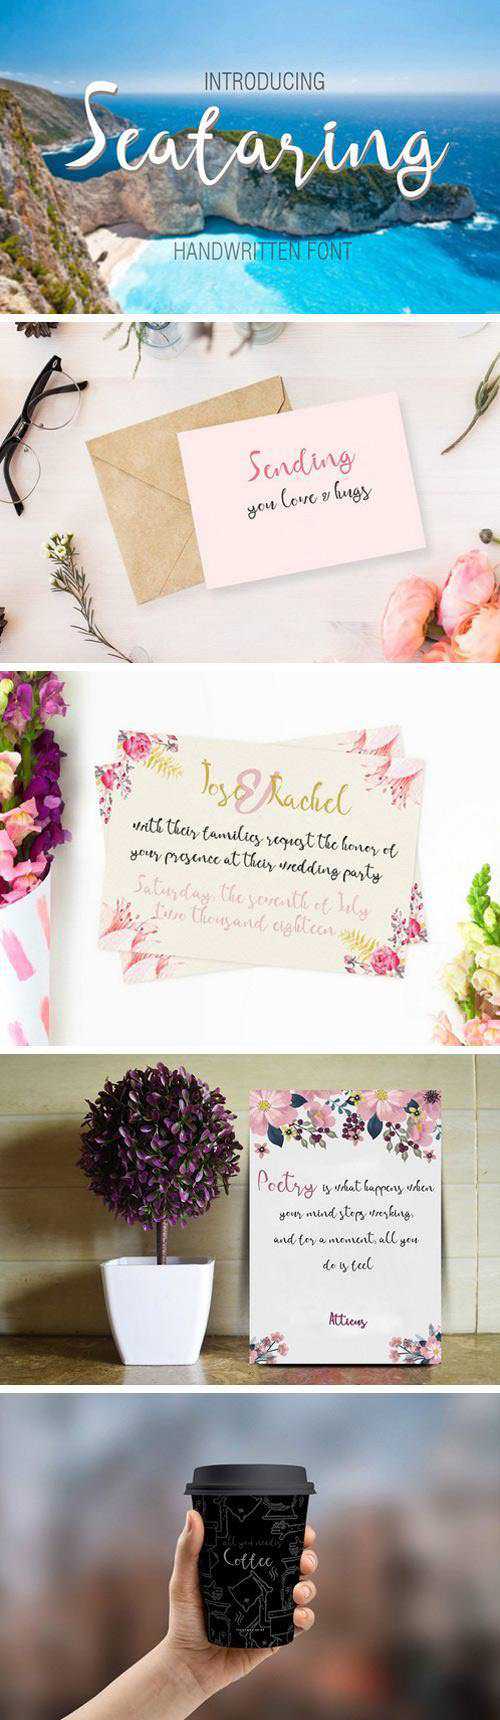 INTRODUCING
Seafaring
HANDWRITTEN FONT
Sending
you love & hugs
Jose & Rachel
with their families request the honor of
your presence at their wedding party
Saturday, the seventh of July
two thousand eighteen
Poetry is what happens when
your mind stops working,
and for a moment, all you
do is feel
Atticus
all you need is
Coffee